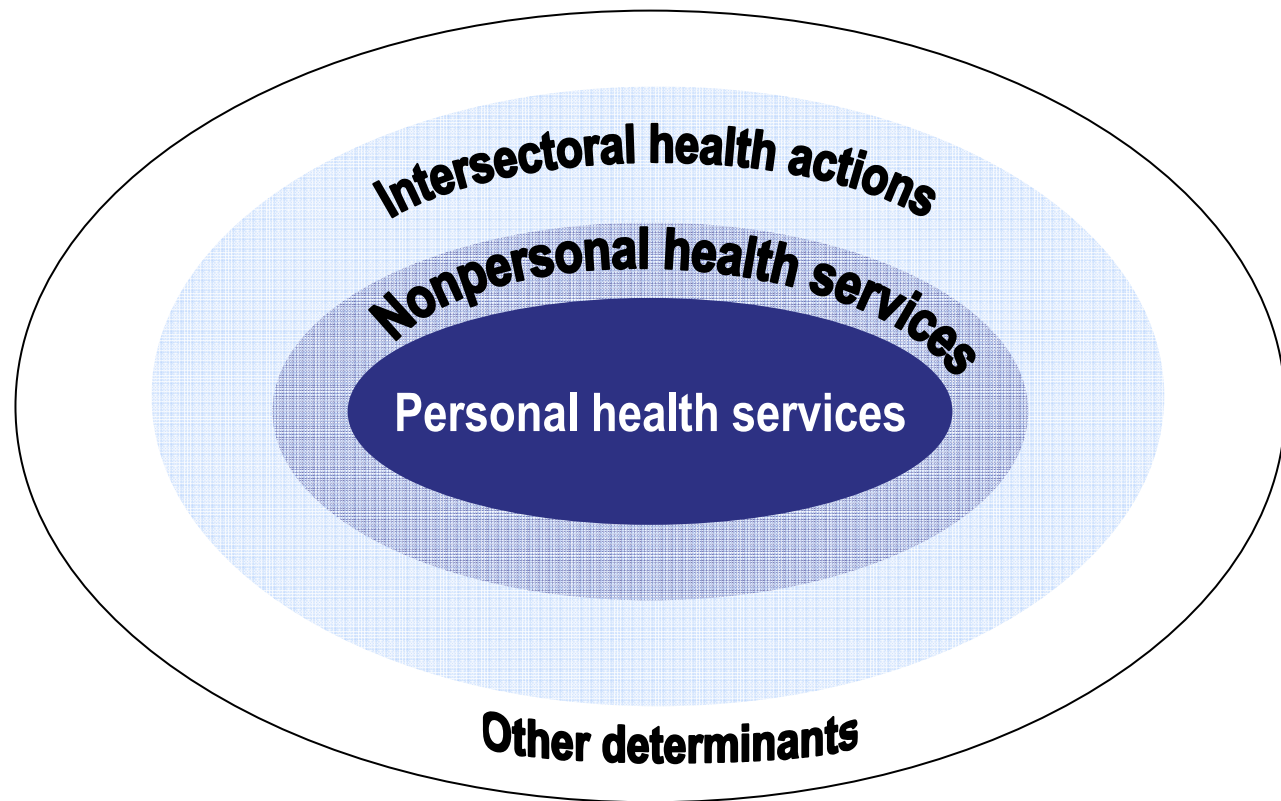 Intersectoral health actions
Nonpersonal health services
Personal health services
Other determinants